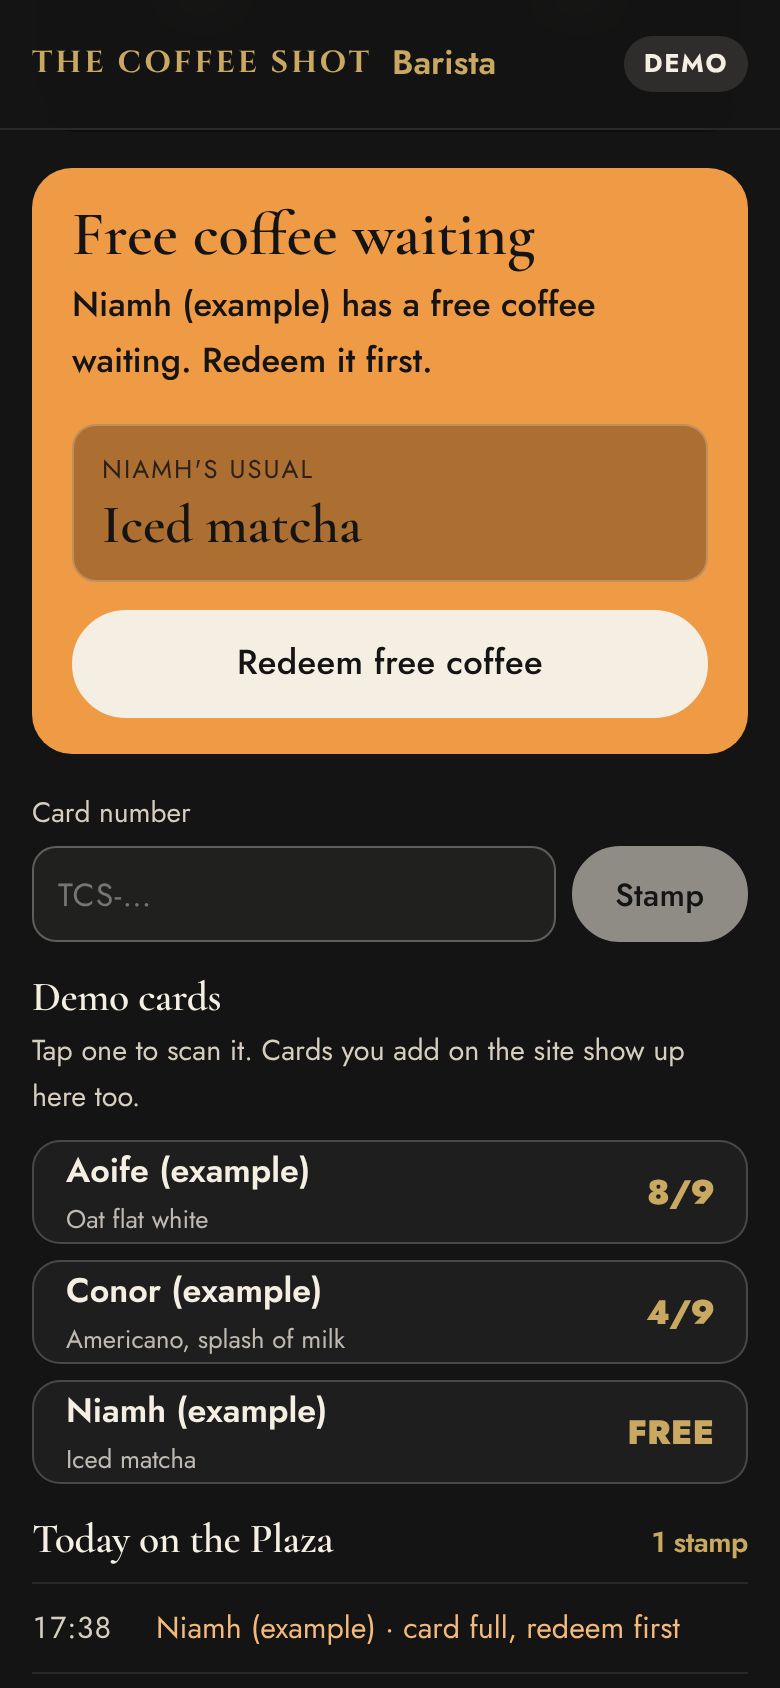 THE COFFEE SHOT Barista
DEMO
Free coffee waiting
Niamh (example) has a free coffee
waiting. Redeem it first.
NIAMH'S USUAL
Iced matcha
Redeem free coffee
Card number
TCS-...
Stamp
Demo cards
Tap one to scan it. Cards you add on the site show up
here too.
Aoife (example)
8/9
Oat flat white
Conor (example)
4/9
Americano, splash of milk
Niamh (example)
FREE
Iced matcha
Today on the Plaza
1 stamp
17:38 Niamh (example) · card full, redeem first